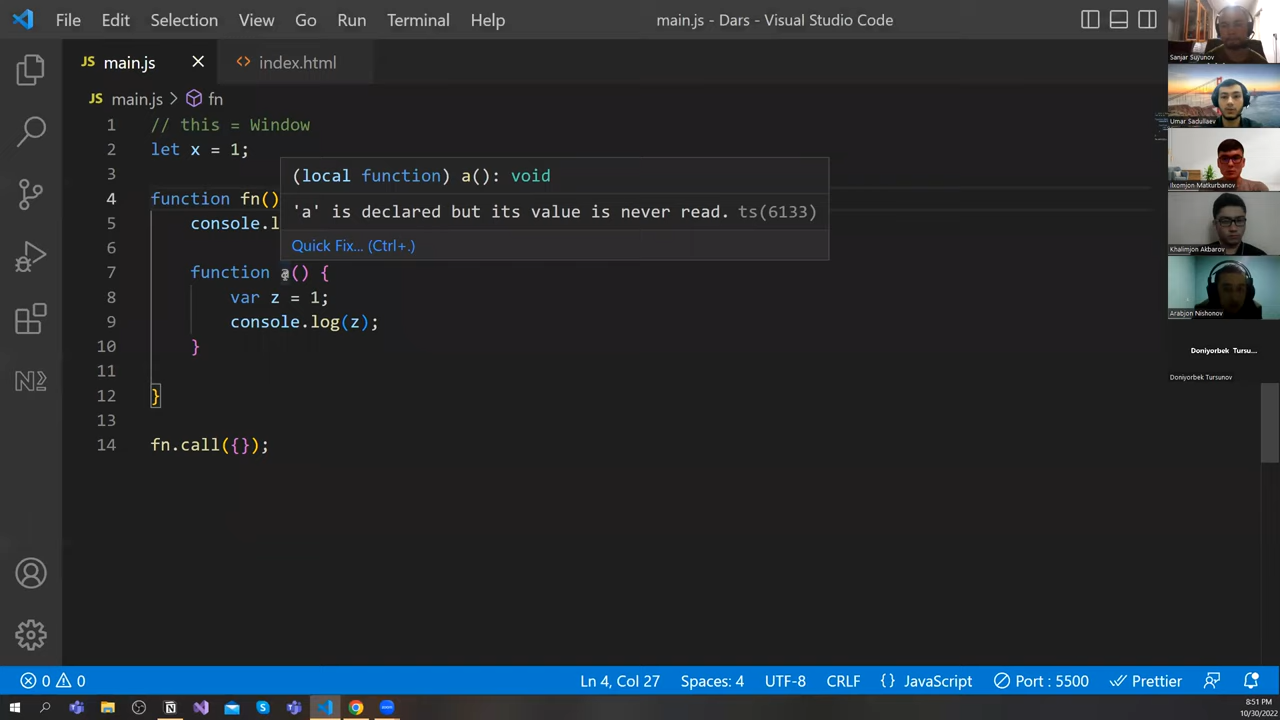 File Edit Selection View Go Run Terminal Help
main.js - Dars - Visual Studio Code
JS main.js
<> index.html
JS main.js > fn
1 // this = Window
2 let x = 1;
3
4 function fn()
5 console.l
6
7 function a() {
8 var z = 1;
9 console.log(z);
10 }
11
12 }
13
14 fn.call({});
(local function) a(): void
'a' is declared but its value is never read. ts(6133)
Quick Fix... (Ctrl+.)
Sanjar Suyunov
Umar Sadullaev
Ilxomjon Matkurbanov
Khalimjon Akbarov
Arabjon Nishonov
Doniyorbek Tursu...
Doniyorbek Tursunov
0 0
Ln 4, Col 27 Spaces: 4 UTF-8 CRLF {} JavaScript Port : 5500 Prettier
8:51 PM
10/30/2022